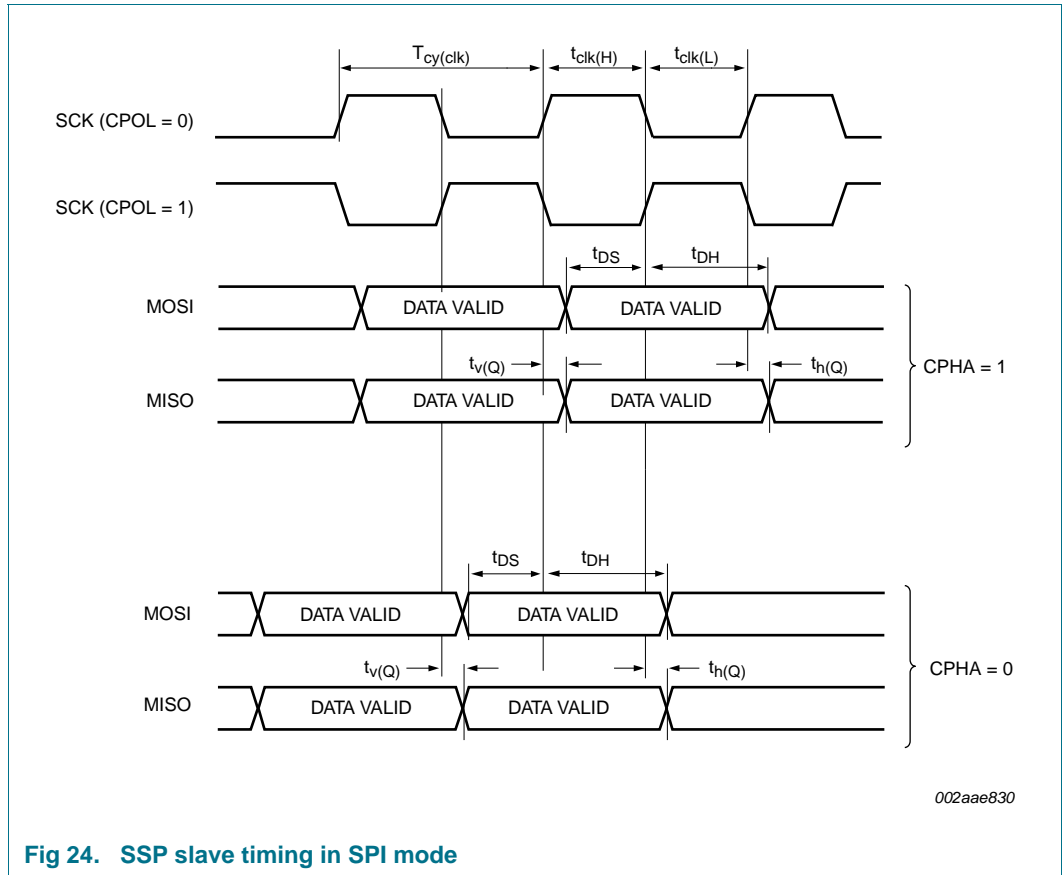 Tcy(clk) tclk(H) tclk(L)
SCK (CPOL = 0)
SCK (CPOL = 1)
tDS tDH
MOSI DATA VALID DATA VALID
tv(Q) th(Q)
CPHA = 1
MISO DATA VALID DATA VALID
tDS tDH
MOSI DATA VALID DATA VALID
tv(Q) th(Q)
CPHA = 0
MISO DATA VALID DATA VALID
002aae830
Fig 24. SSP slave timing in SPI mode